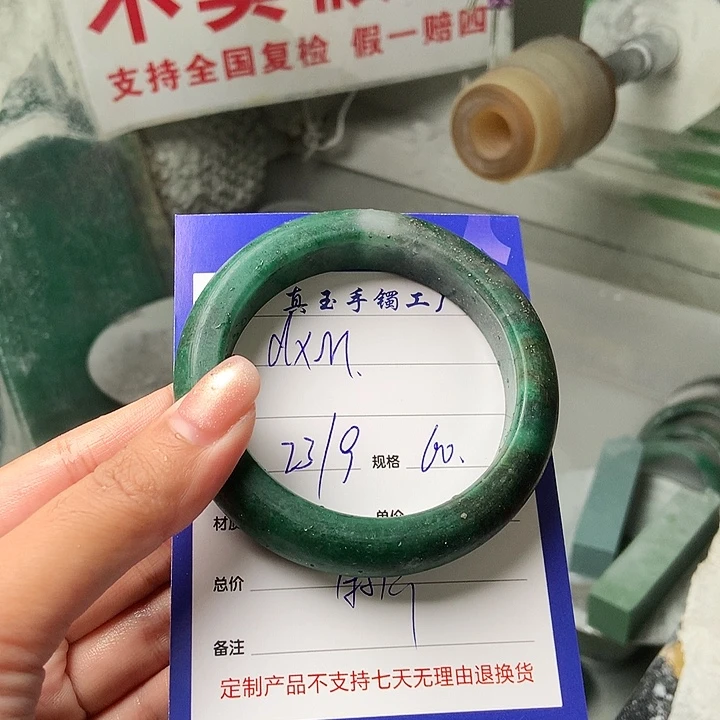 支持全国复检 假一赔四
真玉手镯工厂
dxM.
23/9 规格 60.
单价
总价
备注
定制产品不支持七天无理由退换货